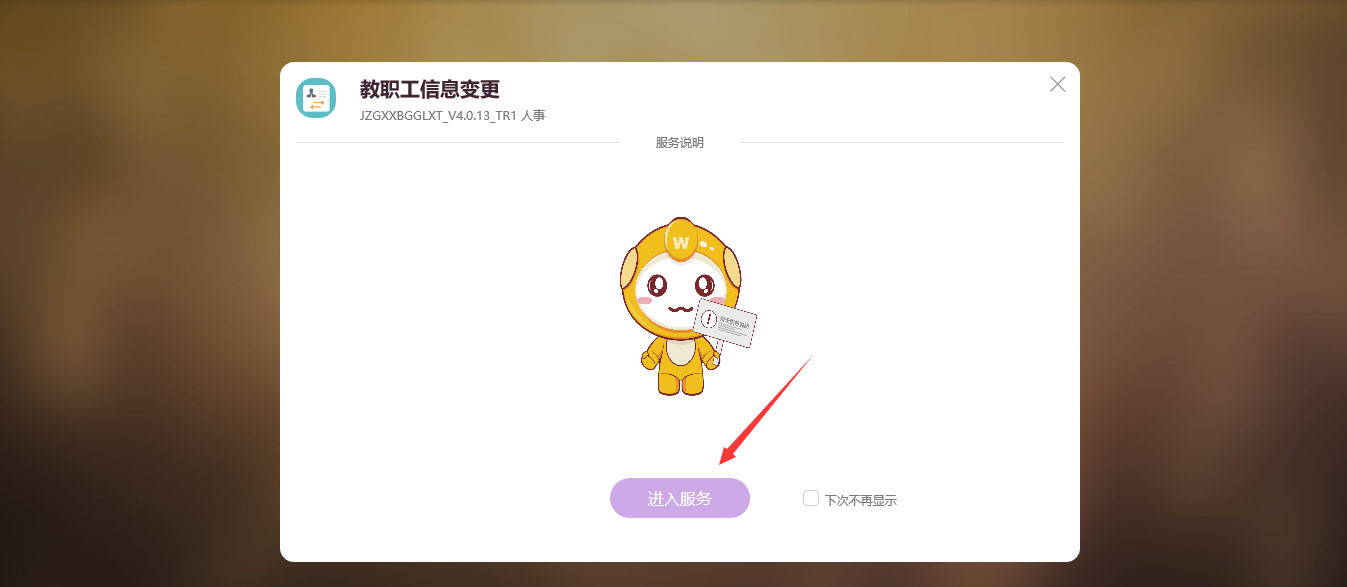 教职工信息变更
JZGXXBGGLXT_V4.0.13_TR1 人事
服务说明
W
进入服务
下次不再显示